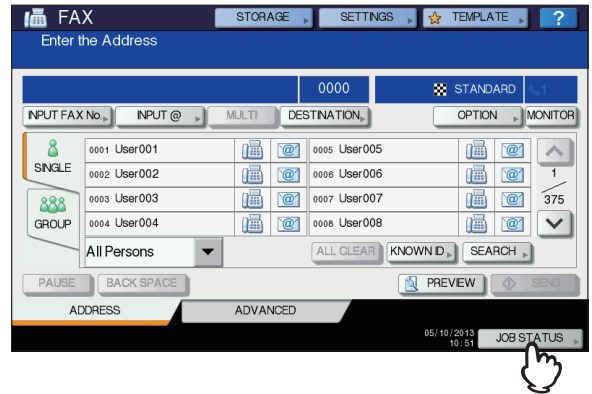 FAX STORAGE SETTINGS TEMPLATE ?
Enter the Address
0000 STANDARD 1
INPUT FAX No. INPUT @ MULTI DESTINATION OPTION MONITOR
SINGLE
GROUP
0001 User001 0005 User005
0002 User002 0006 User006
0003 User003 0007 User007
0004 User004 0008 User008
1
375
All Persons ALL CLEAR KNOWN ID SEARCH
PAUSE BACK SPACE PREVIEW SEND
ADDRESS ADVANCED
05/10/2013
10:51
JOB STATUS